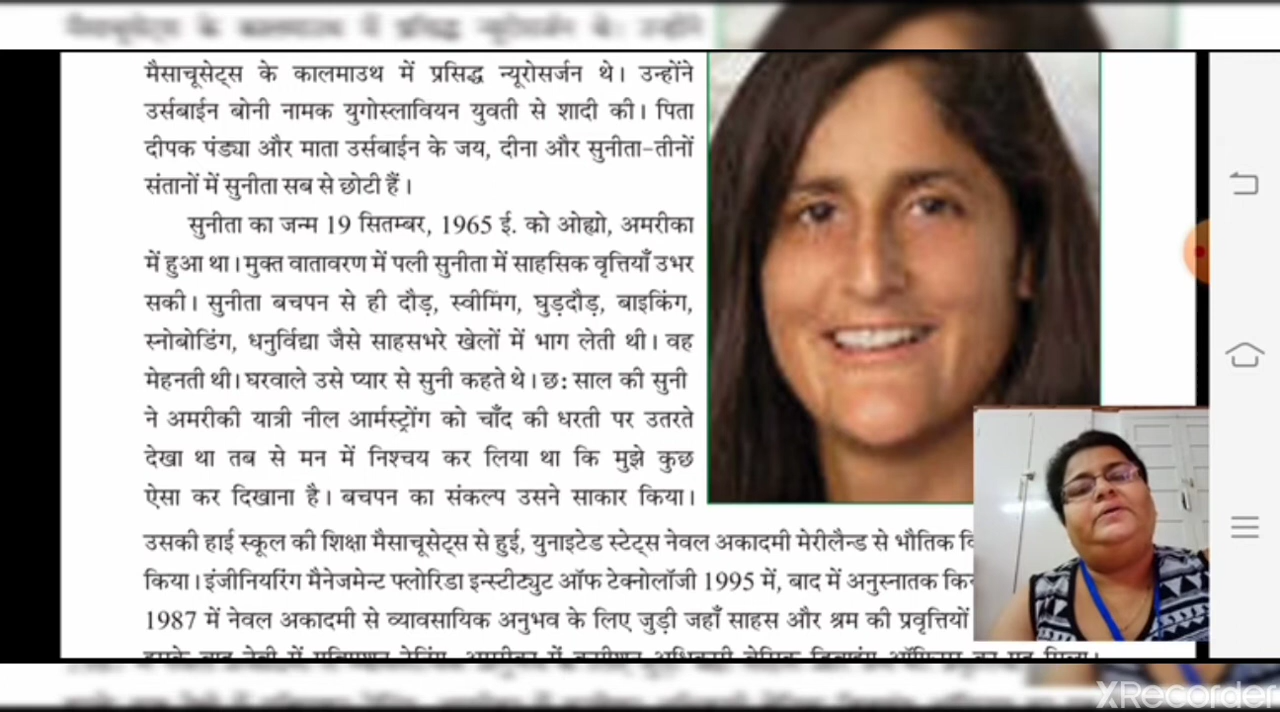 मैसाचूसेट्स के कालमाउथ में प्रसिद्ध न्यूरोसर्जन थे। उन्होंने
उर्सबाईन बोनी नामक युगोस्लावियन युवती से शादी की। पिता
दीपक पंड्या और माता उर्सबाईन के जय, दीना और सुनीता-तीनों
संतानों में सुनीता सब से छोटी हैं।
सुनीता का जन्म 19 सितम्बर, 1965 ई. को ओह्यो, अमरीका
में हुआ था। मुक्त वातावरण में पली सुनीता में साहसिक वृत्तियाँ उभर
सकी। सुनीता बचपन से ही दौड़, स्वीमिंग, घुड़दौड़, बाइकिंग,
स्नोबोडिंग, धनुर्विद्या जैसे साहसभरे खेलों में भाग लेती थी। वह
मेहनती थी। घरवाले उसे प्यार से सुनी कहते थे। छः साल की सुनी
ने अमरीकी यात्री नील आर्मस्ट्रोंग को चाँद की धरती पर उतरते
देखा था तब से मन में निश्चय कर लिया था कि मुझे कुछ
ऐसा कर दिखाना है। बचपन का संकल्प उसने साकार किया।
उसकी हाई स्कूल की शिक्षा मैसाचूसेट्स से हुई, युनाइटेड स्टेट्स नेवल अकादमी मेरीलैन्ड से भौतिक
किया। इंजीनियरिंग मैनेजमेन्ट फ्लोरिडा इन्स्टीट्युट ऑफ टेक्नोलॉजी 1995 में, बाद में अनुस्नातक
1987 में नेवल अकादमी से व्यावसायिक अनुभव के लिए जुड़ी जहाँ साहस और श्रम की प्रवृत्तियों
XRecorder